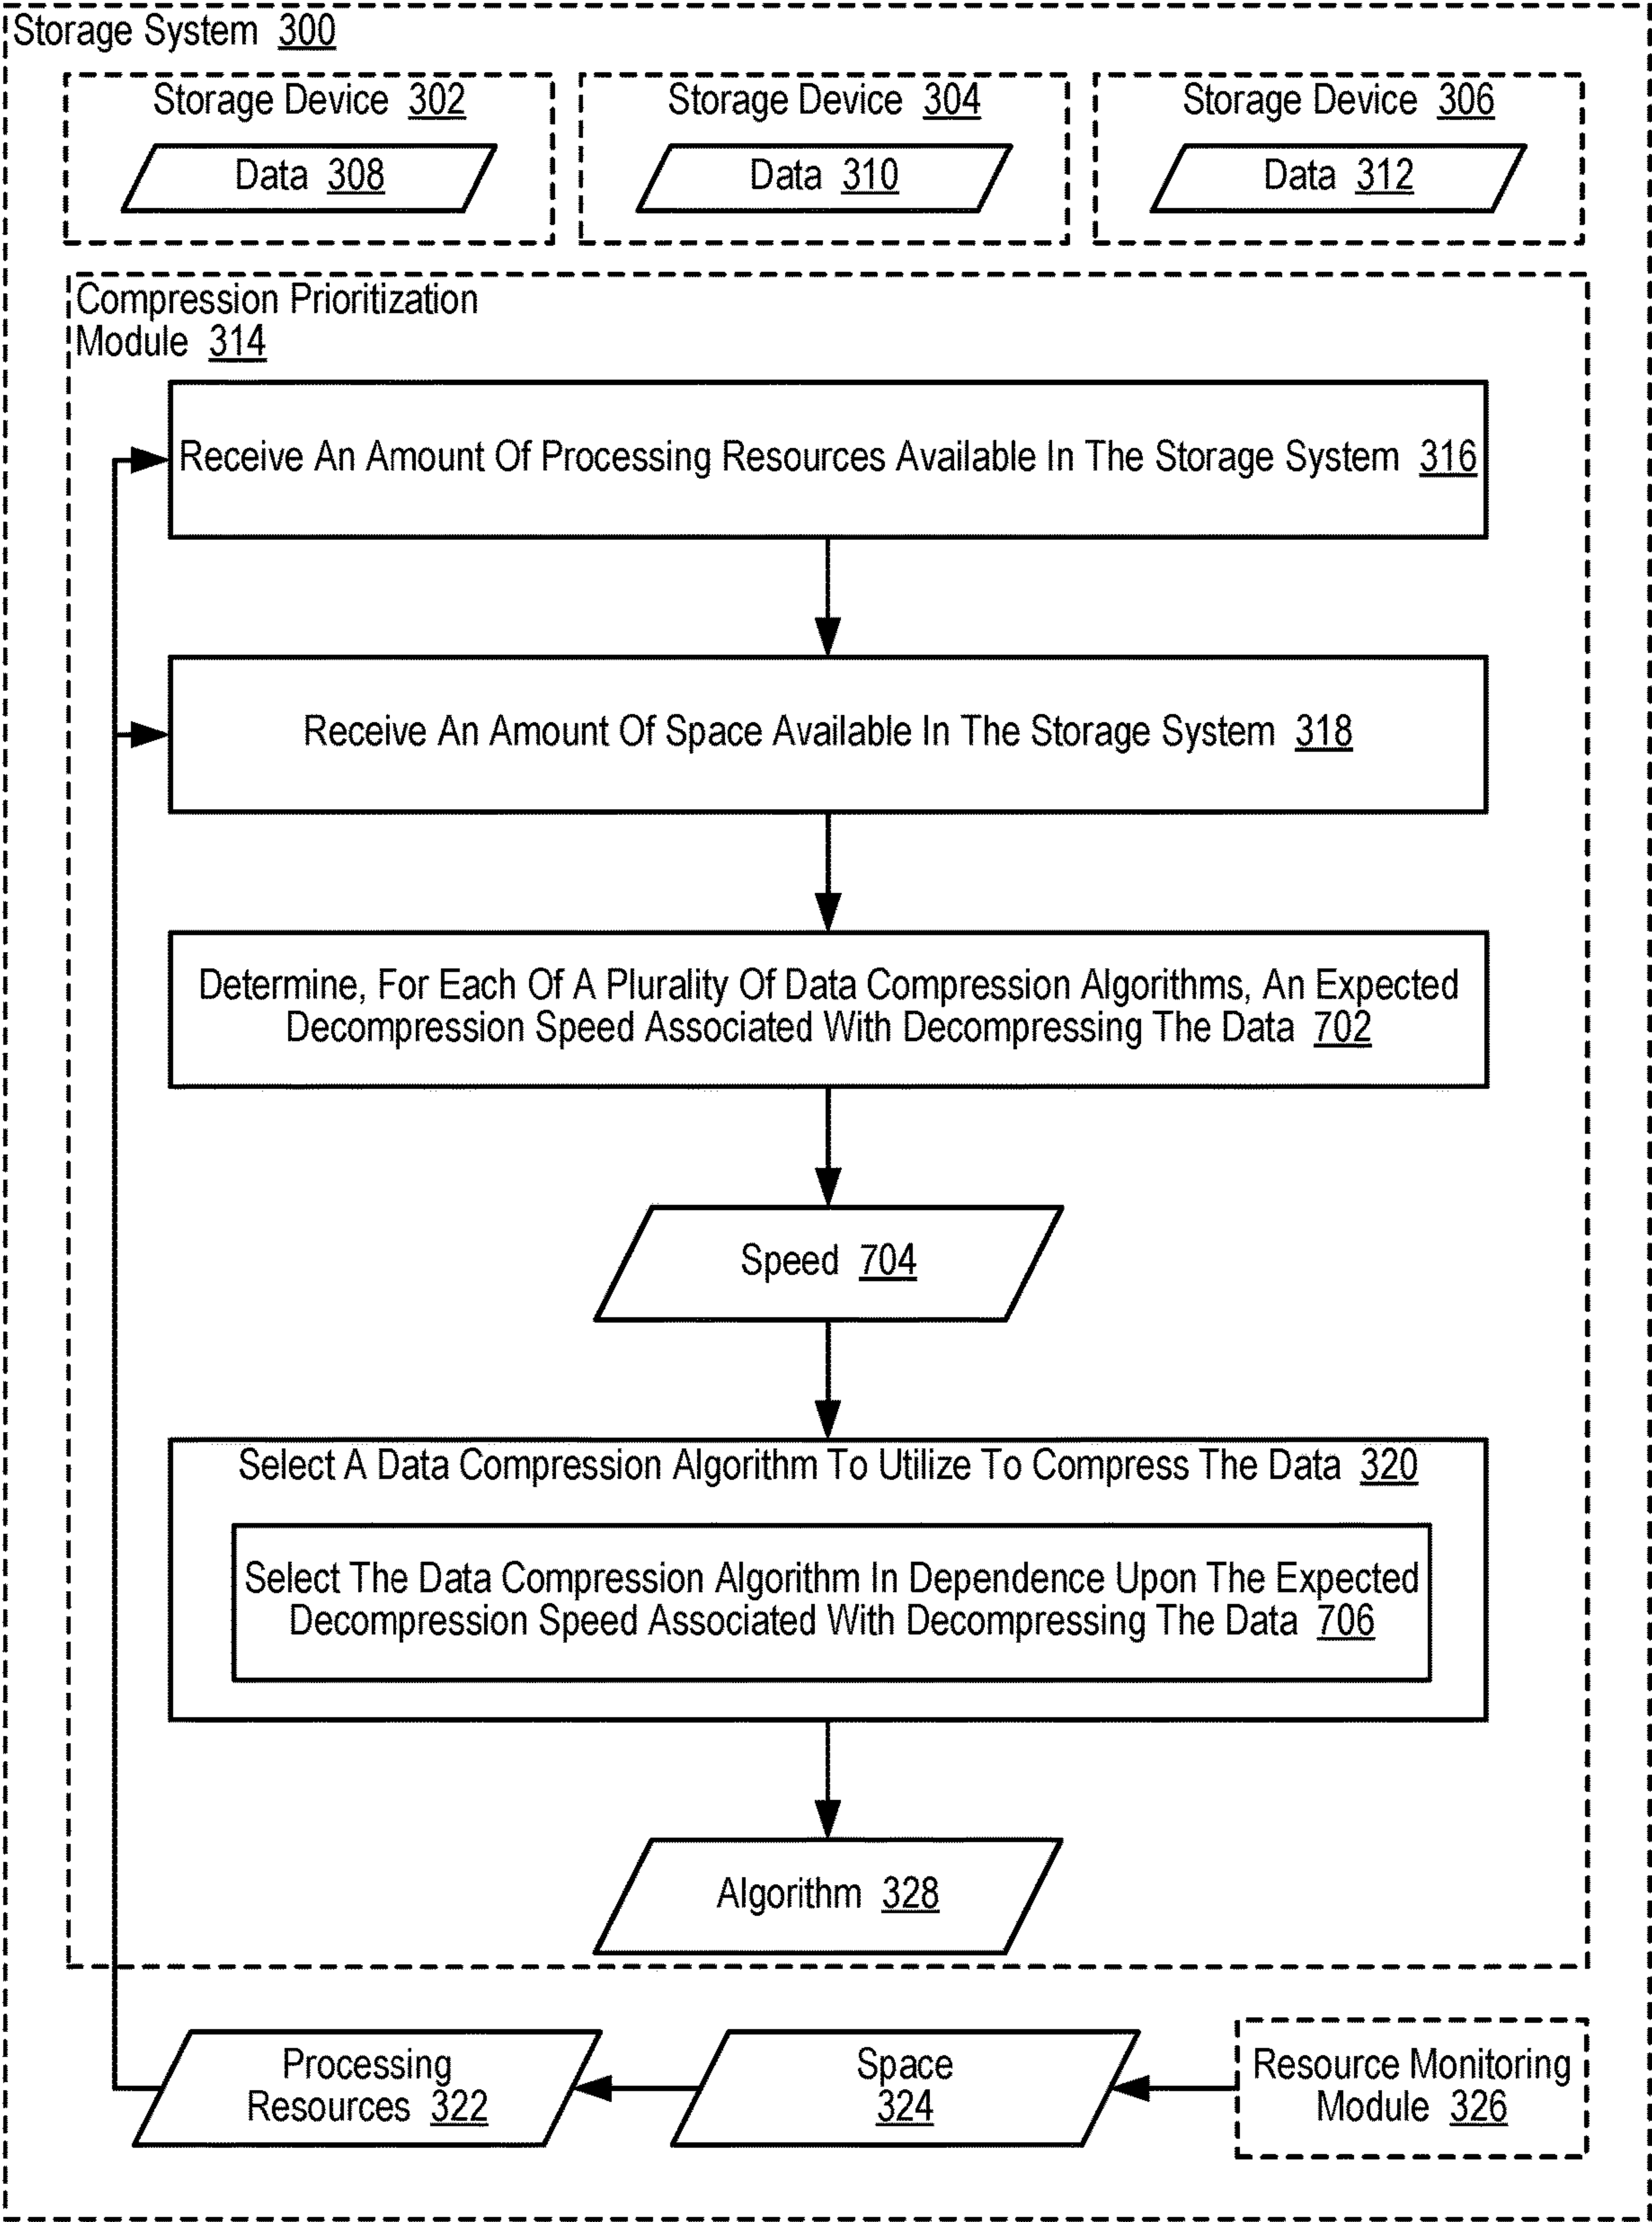 Storage System 300
Storage Device 302
Data 308
Storage Device 304
Data 310
Storage Device 306
Data 312
Compression Prioritization
Module 314
Receive An Amount Of Processing Resources Available In The Storage System 316
Receive An Amount Of Space Available In The Storage System 318
Determine, For Each Of A Plurality Of Data Compression Algorithms, An Expected
Decompression Speed Associated With Decompressing The Data 702
Speed 704
Select A Data Compression Algorithm To Utilize To Compress The Data 320
Select The Data Compression Algorithm In Dependence Upon The Expected
Decompression Speed Associated With Decompressing The Data 706
Algorithm 328
Processing
Resources 322
Space
324
Resource Monitoring
Module 326